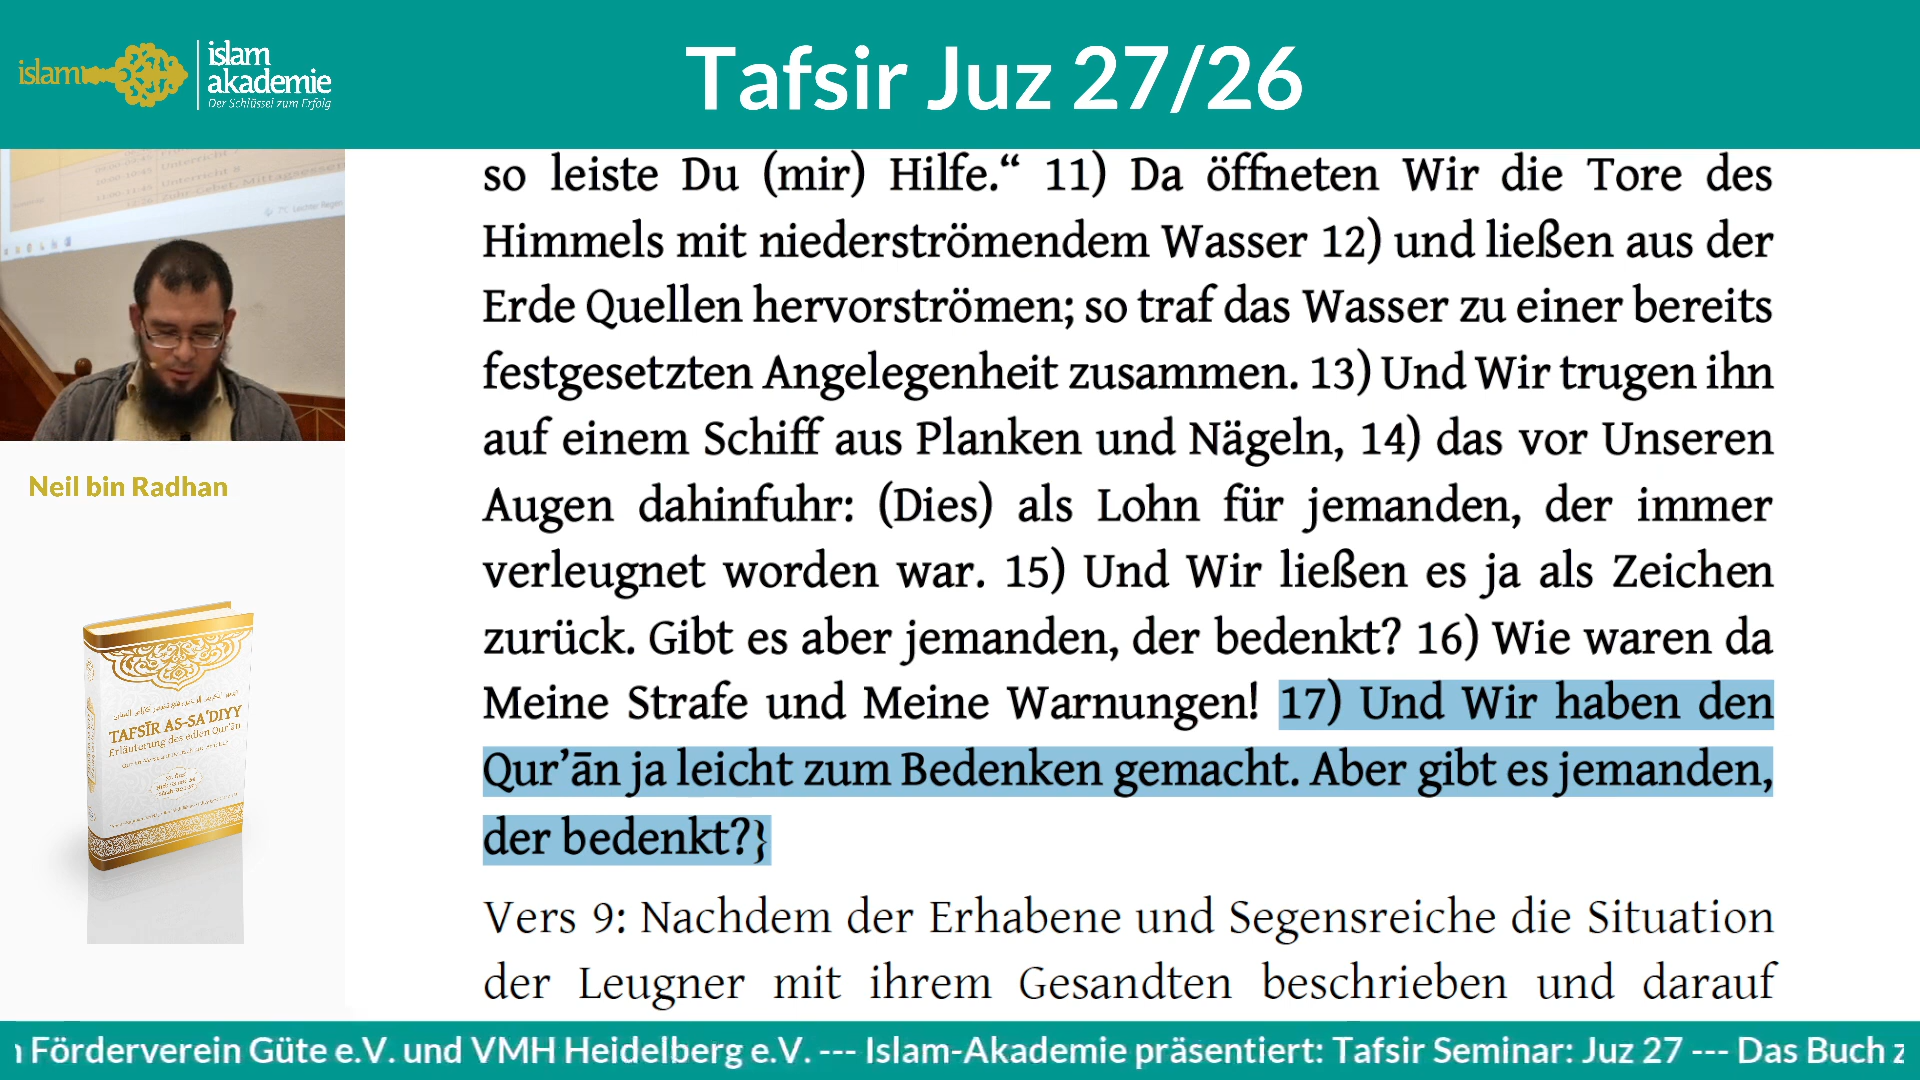 islam
islam
akademie
Der Schlüssel zum Erfolg
Tafsir Juz 27/26
so leiste Du (mir) Hilfe.“ 11) Da öffneten Wir die Tore des
Himmels mit niederströmendem Wasser 12) und ließen aus der
Erde Quellen hervorströmen; so traf das Wasser zu einer bereits
festgesetzten Angelegenheit zusammen. 13) Und Wir trugen ihn
auf einem Schiff aus Planken und Nägeln, 14) das vor Unseren
Augen dahinfuhr: (Dies) als Lohn für jemanden, der immer
verleugnet worden war. 15) Und Wir ließen es ja als Zeichen
zurück. Gibt es aber jemanden, der bedenkt? 16) Wie waren da
Meine Strafe und Meine Warnungen! 17) Und Wir haben den
Qur’ān ja leicht zum Bedenken gemacht. Aber gibt es jemanden,
der bedenkt?}
Vers 9: Nachdem der Erhabene und Segensreiche die Situation
der Leugner mit ihrem Gesandten beschrieben und darauf
Neil bin Radhan
TAFSĪR AS-SA‘DIYY
Erläuterung des edlen Qur’ān
Förderverein Güte e.V. und VMH Heidelberg e.V. --- Islam-Akademie präsentiert: Tafsir Seminar: Juz 27 --- Das Buch z